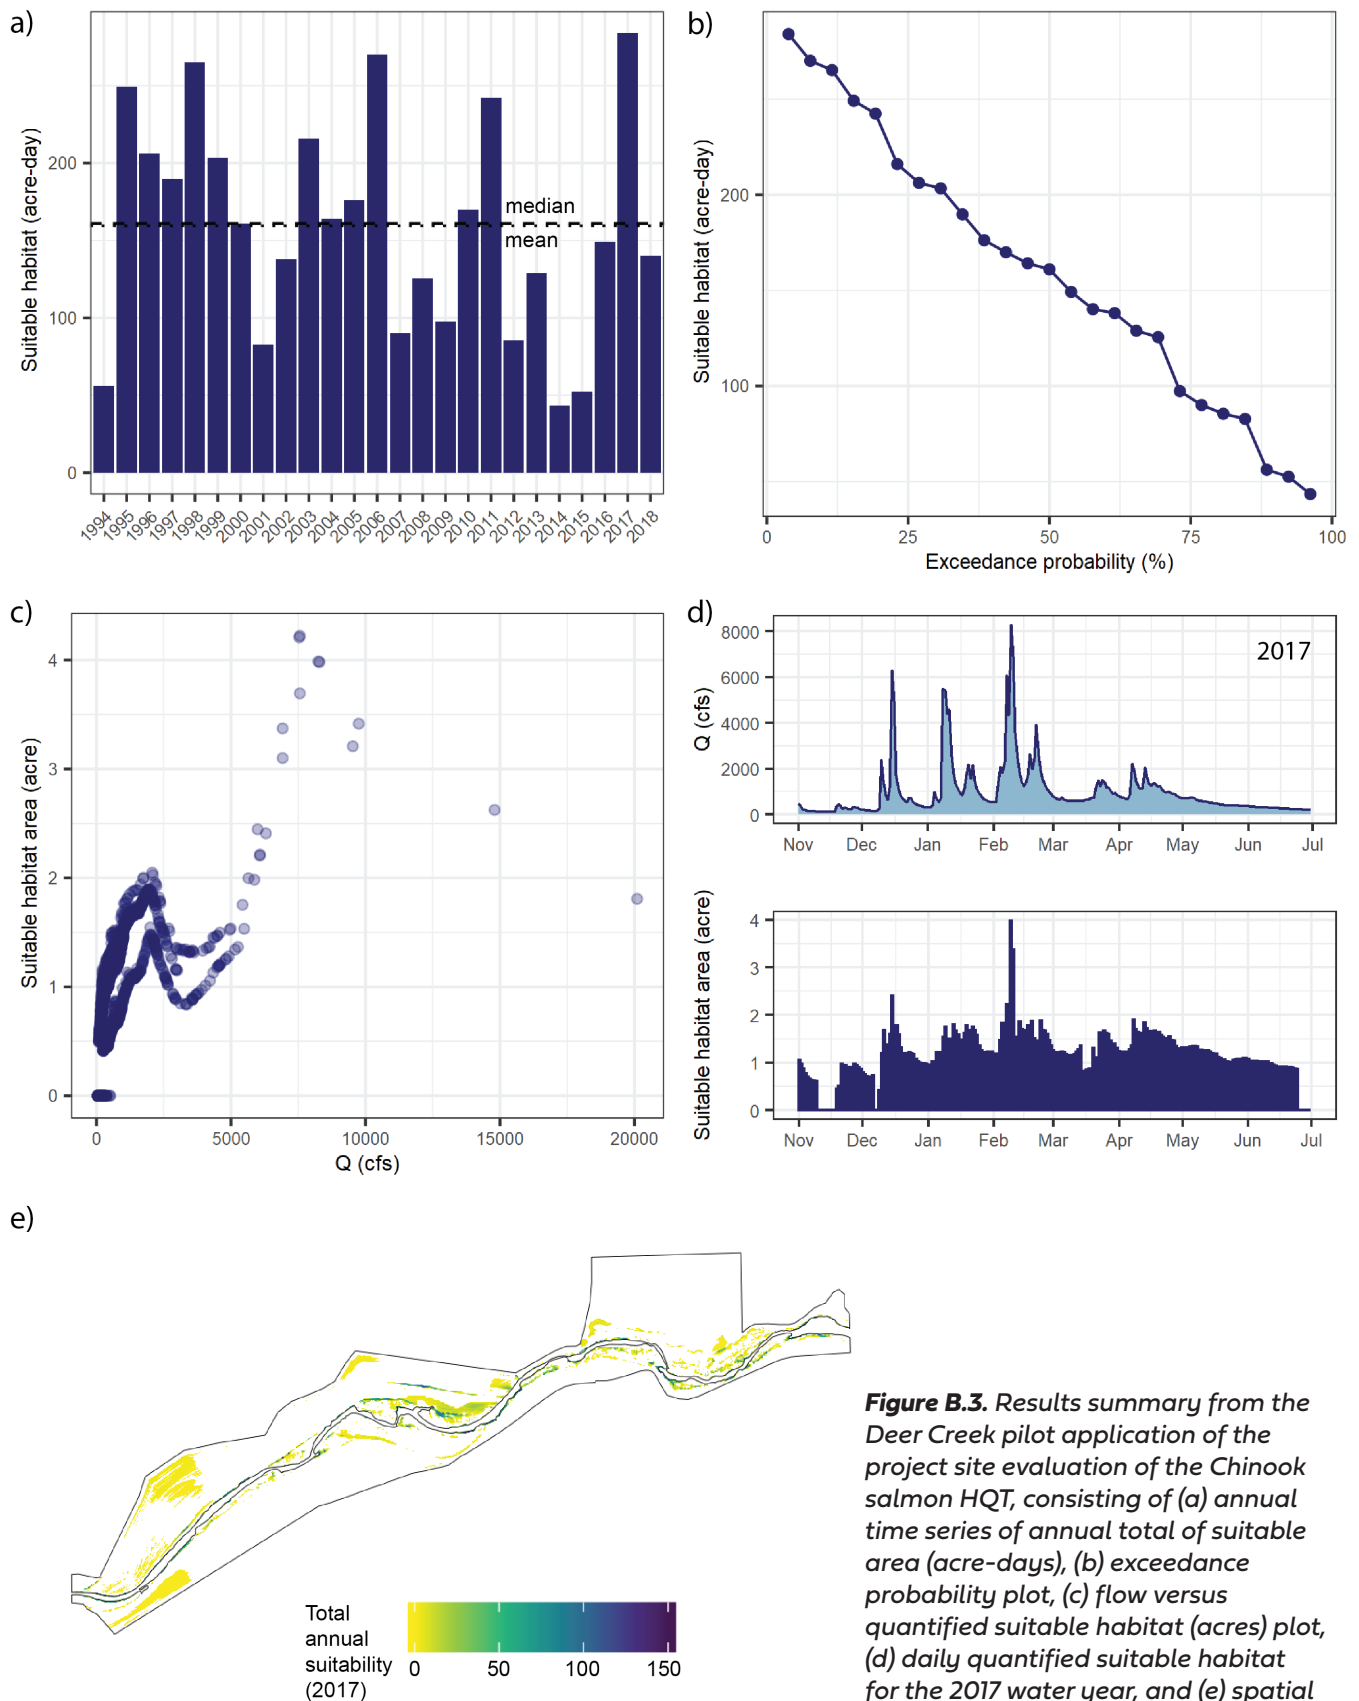 a)
Suitable habitat (acre-day)
200
100
0
median
mean
1994 1995 1996 1997 1998 1999 2000 2001 2002 2003 2004 2005 2006 2007 2008 2009 2010 2011 2012 2013 2014 2015 2016 2017 2018
b)
Suitable habitat (acre-day)
200
100
0 25 50 75 100
Exceedance probability (%)
c)
Suitable habitat area (acre)
4
3
2
1
0
0 5000 10000 15000 20000
Q (cfs)
d)
Q (cfs)
8000
6000
4000
2000
0
2017
Nov Dec Jan Feb Mar Apr May Jun Jul
Suitable habitat area (acre)
4
3
2
1
0
Nov Dec Jan Feb Mar Apr May Jun Jul
e)
Total
annual
suitability
(2017)
0 50 100 150
Figure B.3. Results summary from the
Deer Creek pilot application of the
project site evaluation of the Chinook
salmon HQT, consisting of (a) annual
time series of annual total of suitable
area (acre-days), (b) exceedance
probability plot, (c) flow versus
quantified suitable habitat (acres) plot,
(d) daily quantified suitable habitat
for the 2017 water year, and (e) spatial